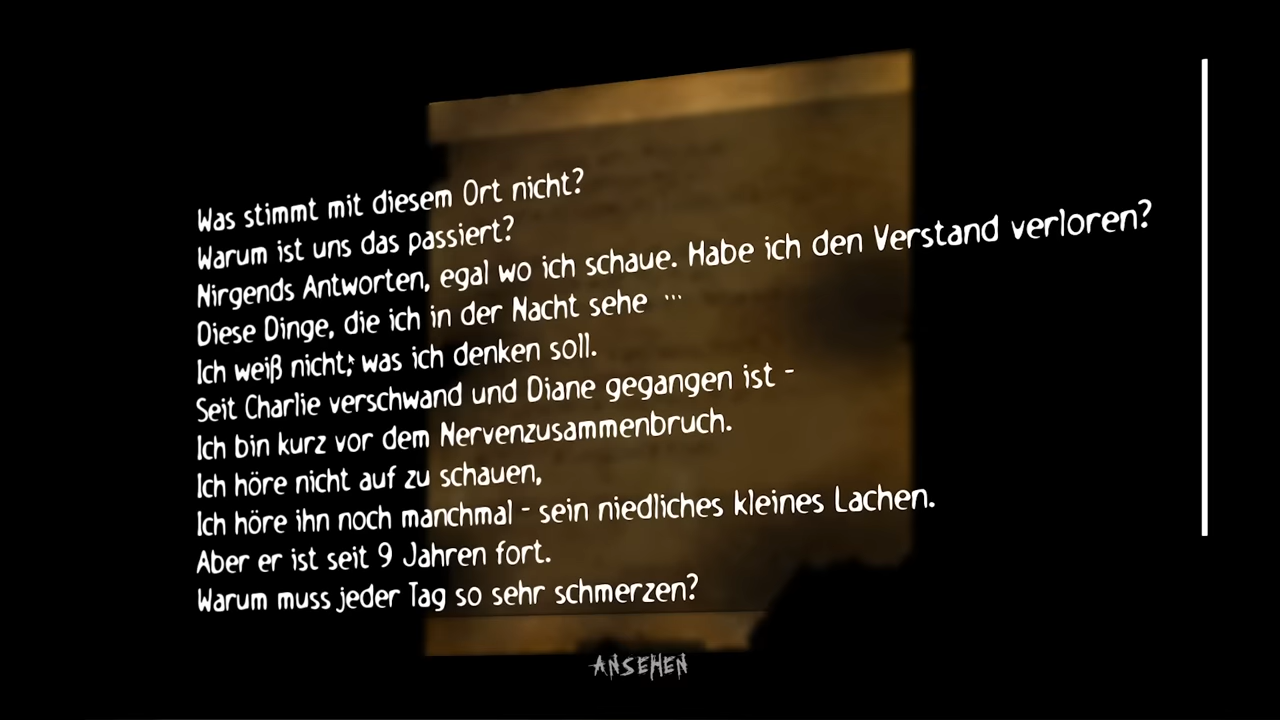 Was stimmt mit diesem Ort nicht?
Warum ist uns das passiert?
Nirgends Antworten, egal wo ich schaue. Habe ich den Verstand verloren?
Diese Dinge, die ich in der Nacht sehe ...
Ich weiß nicht; was ich denken soll.
Seit Charlie verschwand und Diane gegangen ist -
Ich bin kurz vor dem Nervenzusammenbruch.
Ich höre nicht auf zu schauen,
Ich höre ihn noch manchmal - sein niedliches kleines Lachen.
Aber er ist seit 9 Jahren fort.
Warum muss jeder Tag so sehr schmerzen?
ANSEHEN